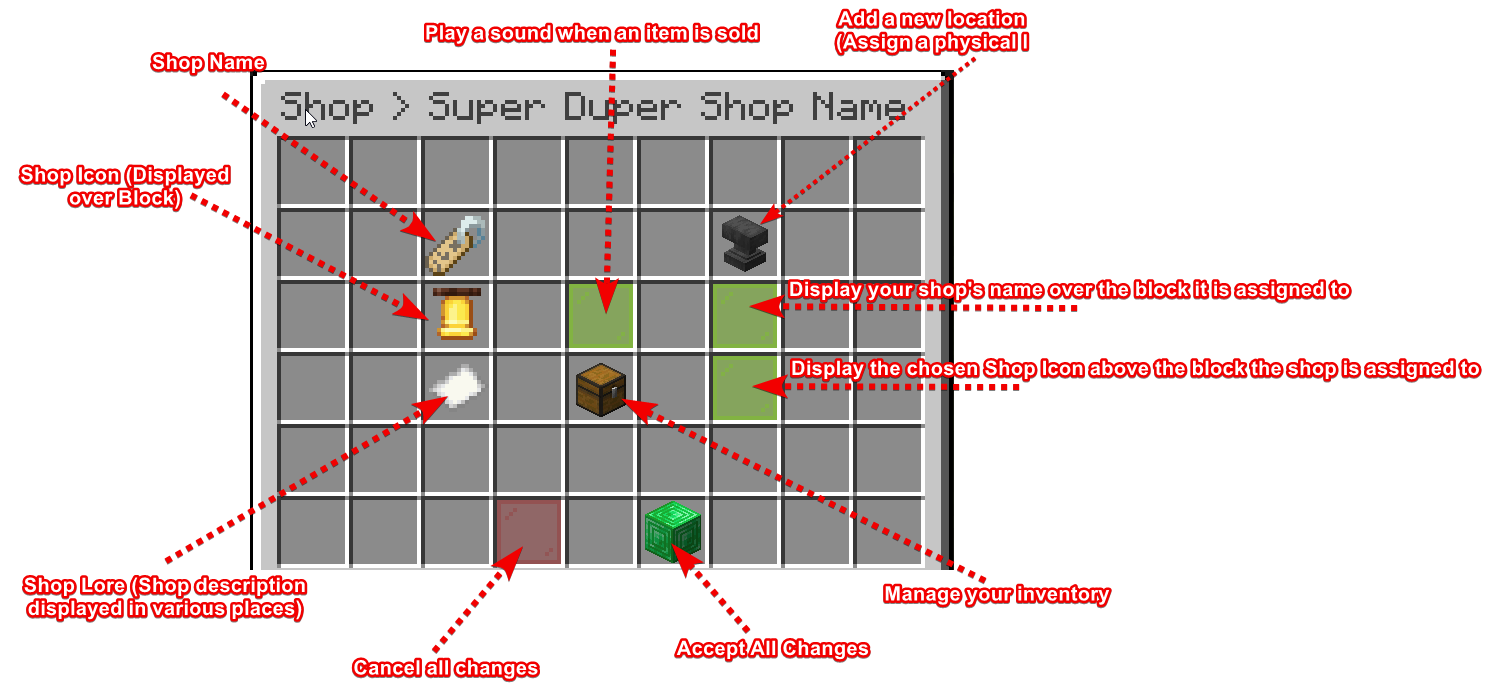 Play a sound when an item is sold
Add a new location
(Assign a physical l
Shop Name
Shop > Super Duper Shop Name
Shop Icon (Displayed
over Block)
Display your shop's name over the block it is assigned to
Display the chosen Shop Icon above the block the shop is assigned to
Shop Lore (Shop description
displayed in various places)
Manage your inventory
Accept All Changes
Cancel all changes